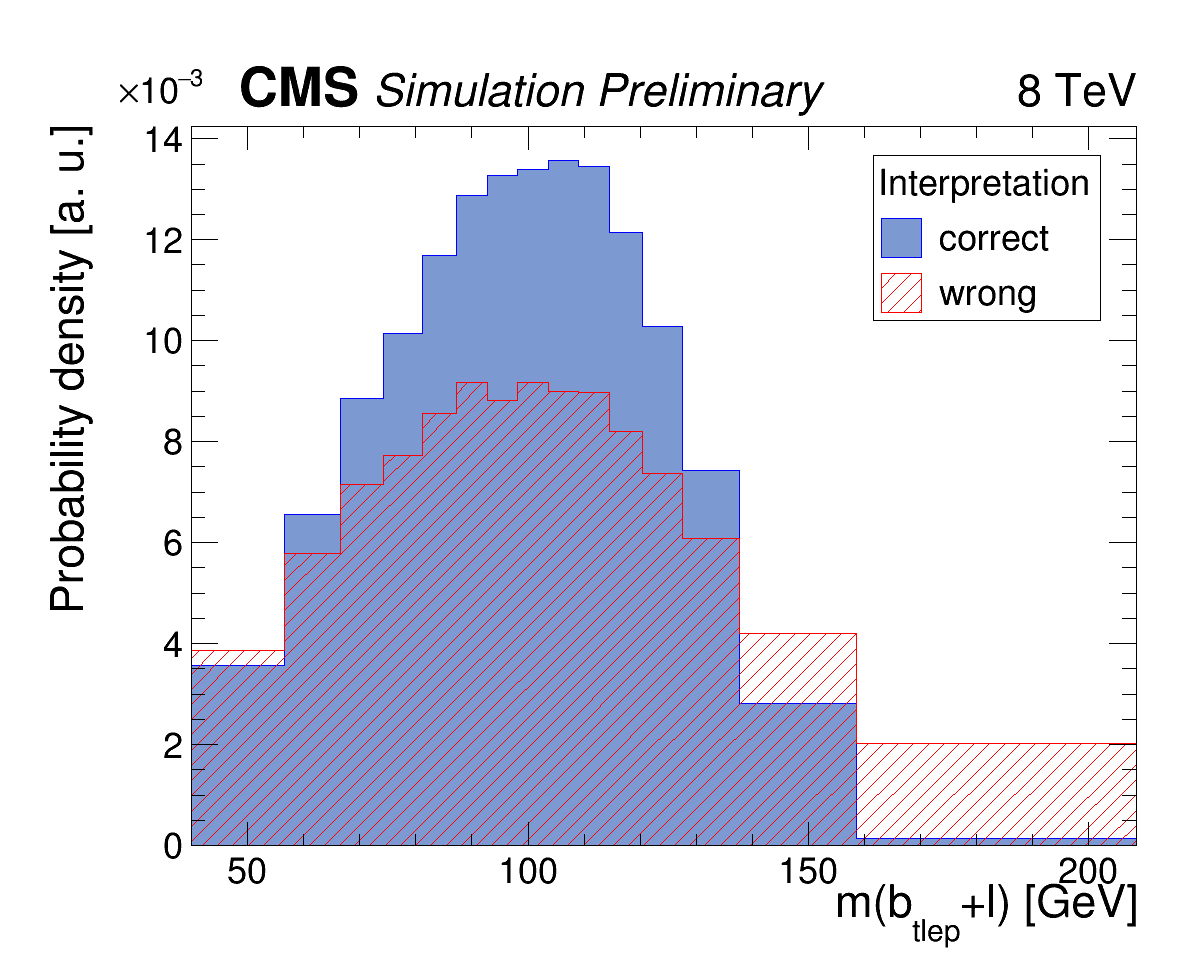 ×10⁻³ CMS Simulation Preliminary 8 TeV
Probability density [a. u.]
14
12
10
8
6
4
2
0
Interpretation
correct
wrong
50 100 150 200
m(b_tlep+l) [GeV]